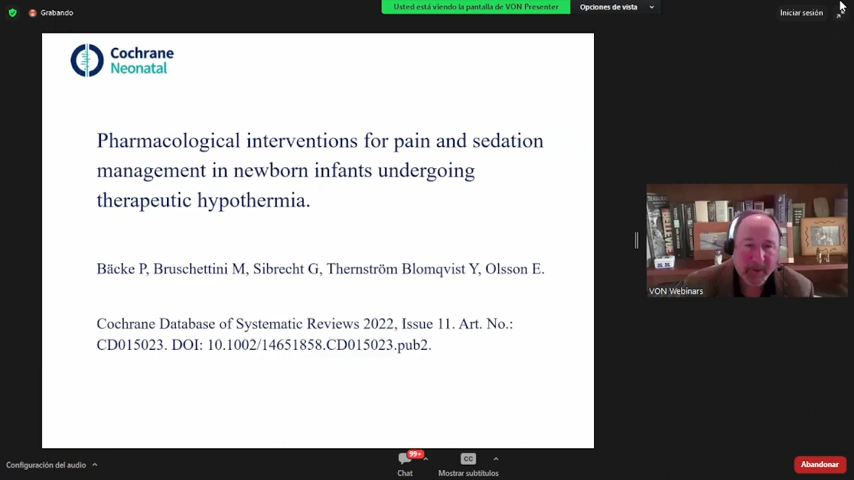 Grabando
Usted está viendo la pantalla de VON Presenter
Opciones de vista
Iniciar sesión
Cochrane
Neonatal
Pharmacological interventions for pain and sedation
management in newborn infants undergoing
therapeutic hypothermia.
Bäcke P, Bruschettini M, Sibrecht G, Thernström Blomqvist Y, Olsson E.
Cochrane Database of Systematic Reviews 2022, Issue 11. Art. No.:
CD015023. DOI: 10.1002/14651858.CD015023.pub2.
VON Webinars
Configuración del audio
99+
Chat
CC
Mostrar subtítulos
Abandonar